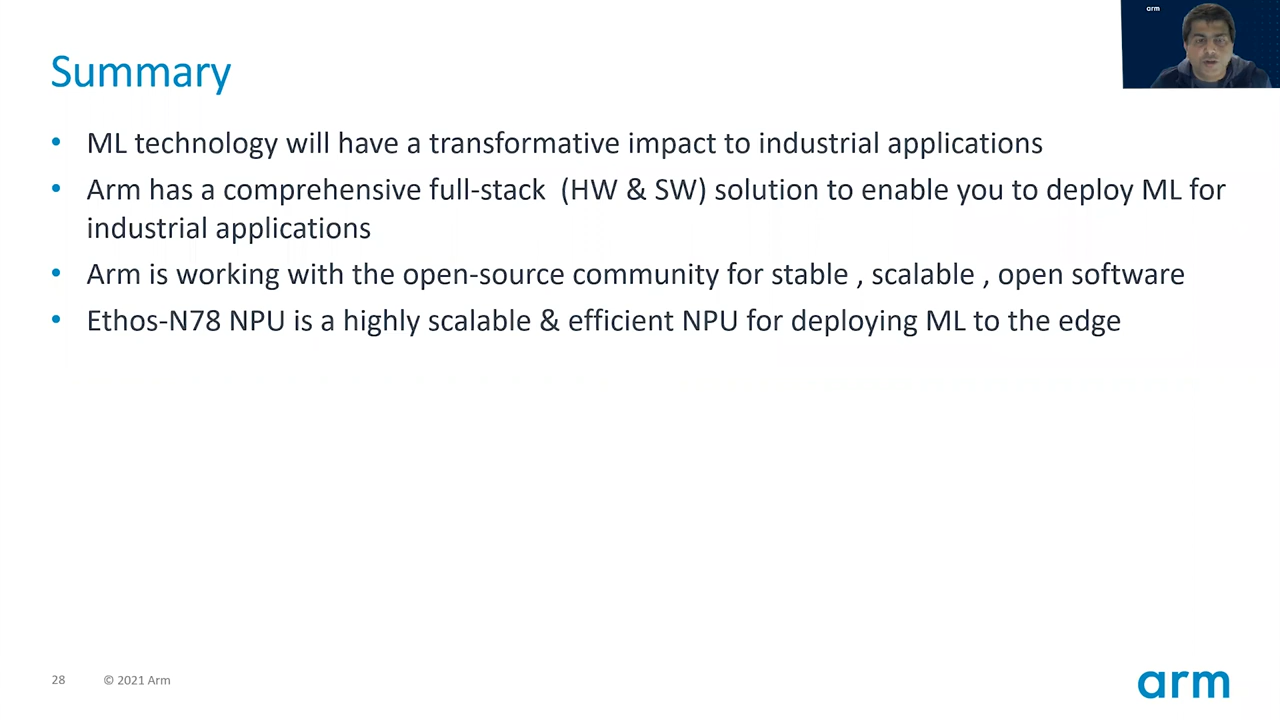 arm
Summary
• ML technology will have a transformative impact to industrial applications
• Arm has a comprehensive full-stack  (HW & SW) solution to enable you to deploy ML for
industrial applications
• Arm is working with the open-source community for stable , scalable , open software
• Ethos-N78 NPU is a highly scalable & efficient NPU for deploying ML to the edge
28 © 2021 Arm
arm